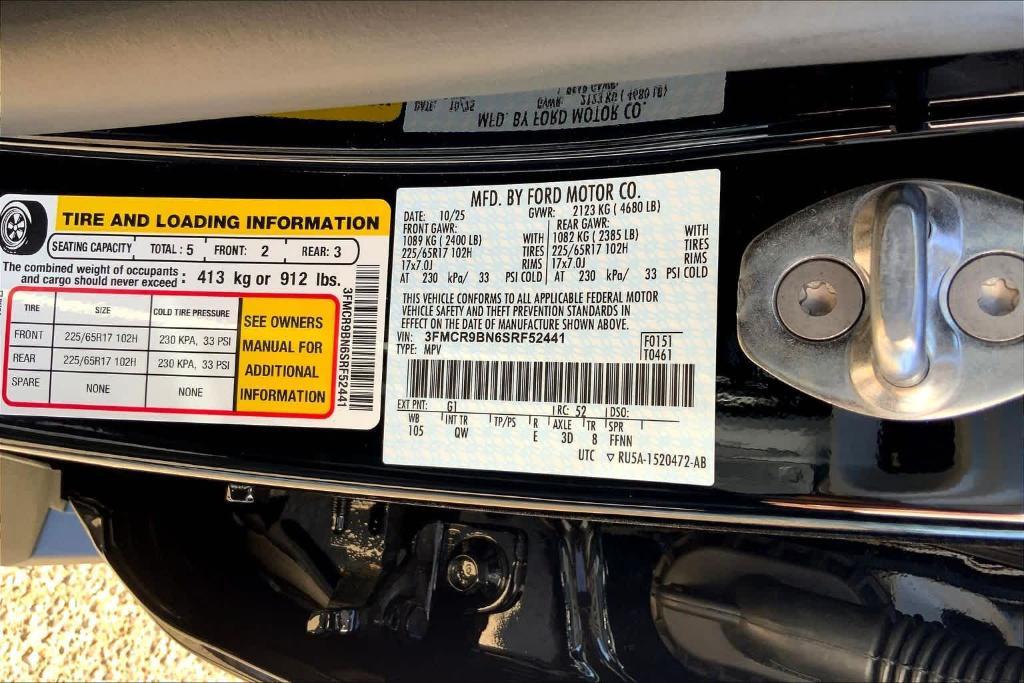 MFD. BY FORD MOTOR CO.
DATE: 10/25 GVWR: 2123 KG ( 4680 LB)
TIRE AND LOADING INFORMATION
SEATING CAPACITY TOTAL : 5 FRONT: 2 REAR: 3
The combined weight of occupants and cargo should never exceed : 413 kg or 912 lbs.
TIRE SIZE COLD TIRE PRESSURE
FRONT 225/65R17 102H 230 KPA, 33 PSI
REAR 225/65R17 102H 230 KPA, 33 PSI
SPARE NONE NONE
SEE OWNERS
MANUAL FOR
ADDITIONAL
INFORMATION
3FMCR9BN6SRF52441
MFD. BY FORD MOTOR CO.
DATE: 10/25 GVWR: 2123 KG ( 4680 LB)
FRONT GAWR: REAR GAWR:
1089 KG (2400 LB) WITH 1082 KG (2385 LB) WITH
225/65R17 102H TIRES 225/65R17 102H TIRES
17x7.0J RIMS 17x7.0J RIMS
AT 230 kPa/ 33 PSI COLD AT 230 kPa/ 33 PSI COLD
THIS VEHICLE CONFORMS TO ALL APPLICABLE FEDERAL MOTOR
VEHICLE SAFETY AND THEFT PREVENTION STANDARDS IN
EFFECT ON THE DATE OF MANUFACTURE SHOWN ABOVE.
VIN: 3FMCR9BN6SRF52441 F0151
TYPE: MPV T0461
EXT PNT: G1 RC: 52 DSO:
WB INT TR TP/PS R AXLE TR SPR
105 QW E 3D 8 FFNN
UTC ▽ RU5A-1520472-AB